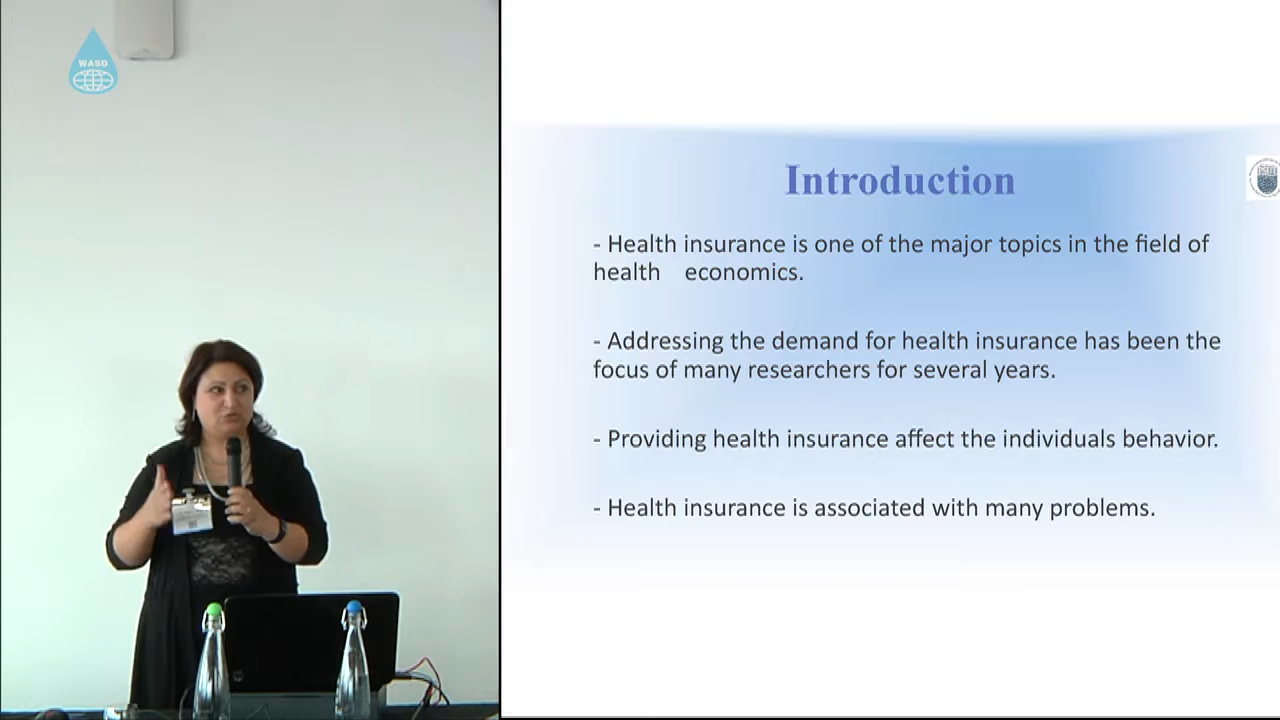 WASD
Introduction
- Health insurance is one of the major topics in the field of
health    economics.
- Addressing the demand for health insurance has been the
focus of many researchers for several years.
- Providing health insurance affect the individuals behavior.
- Health insurance is associated with many problems.